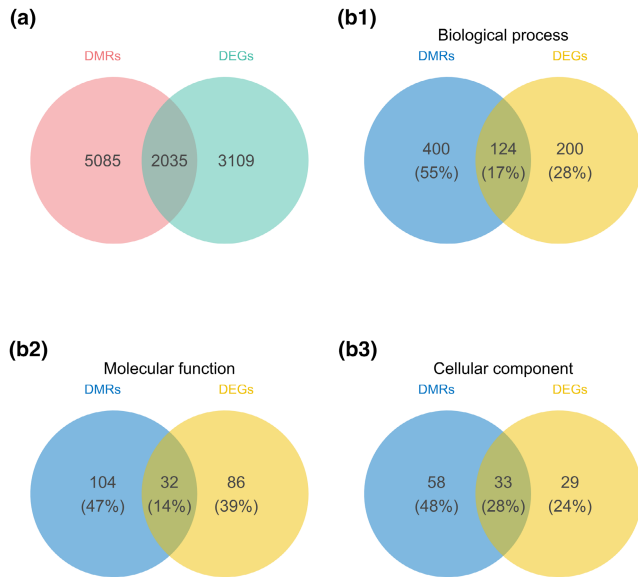 (a)
DMRs
DEGs
5085
2035
3109
(b1)
Biological process
DMRs
DEGs
400
(55%)
124
(17%)
200
(28%)
(b2)
Molecular function
DMRs
DEGs
104
(47%)
32
(14%)
86
(39%)
(b3)
Cellular component
DMRs
DEGs
58
(48%)
33
(28%)
29
(24%)